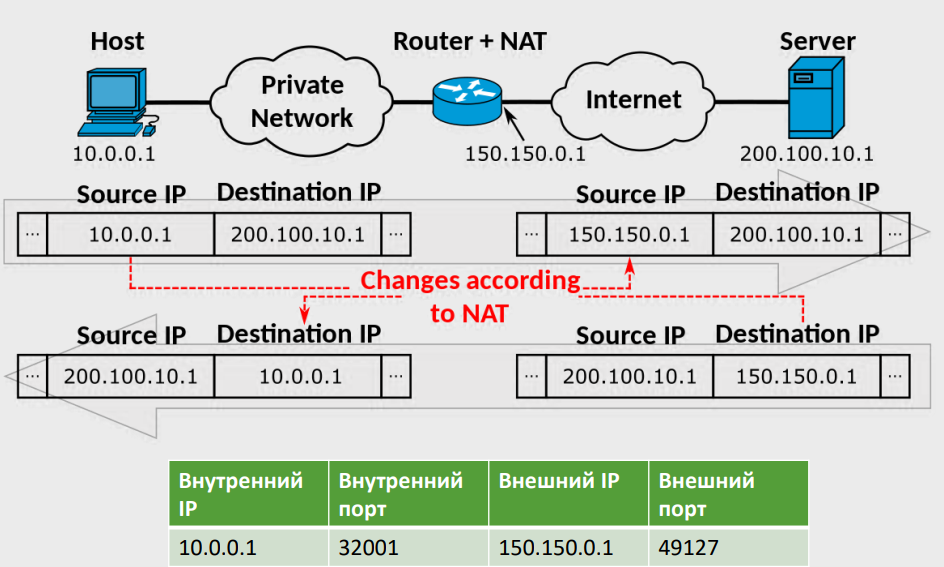 Host
Router + NAT
Server
Private
Network
Internet
10.0.0.1
150.150.0.1
200.100.10.1
Source IP Destination IP
Source IP Destination IP
... 10.0.0.1 200.100.10.1 ...
... 150.150.0.1 200.100.10.1 ...
Changes according
to NAT
Source IP Destination IP
Source IP Destination IP
... 200.100.10.1 10.0.0.1 ...
... 200.100.10.1 150.150.0.1 ...
Внутренний
IP
Внутренний
порт
Внешний IP
Внешний
порт
10.0.0.1 32001 150.150.0.1 49127